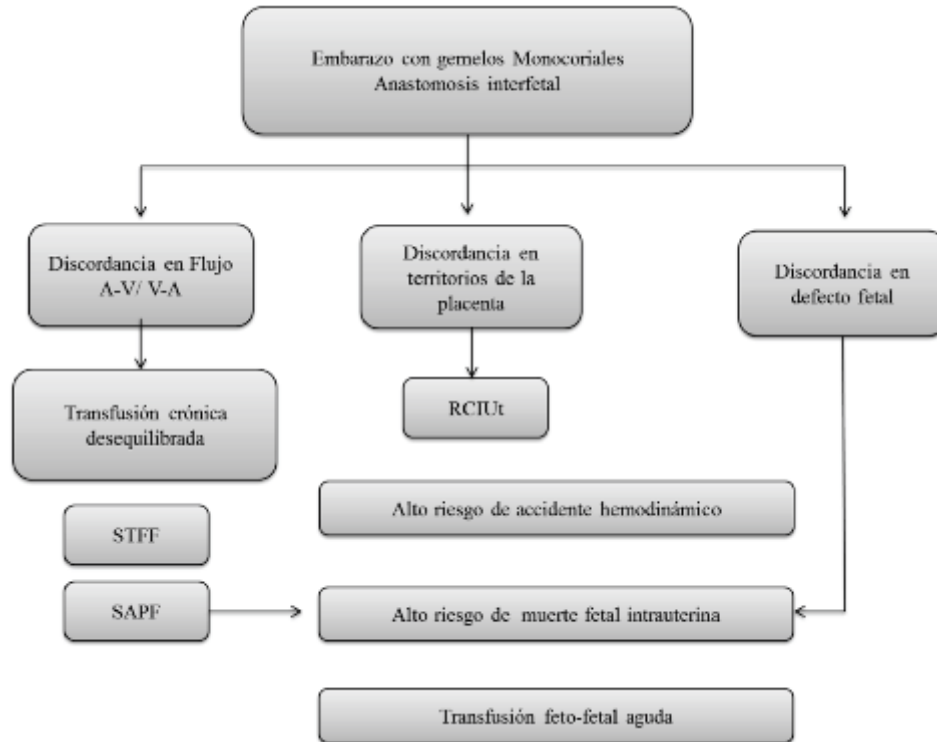 Embarazo con gemelos Monocoriales
Anastomosis interfetal
Discordancia en Flujo
A-V/ V-A
Discordancia en
territorios de la
placenta
Discordancia en
defecto fetal
Transfusión crónica
desequilibrada
RCIUt
Alto riesgo de accidente hemodinámico
STFF
SAPF
Alto riesgo de muerte fetal intrauterina
Transfusión feto-fetal aguda